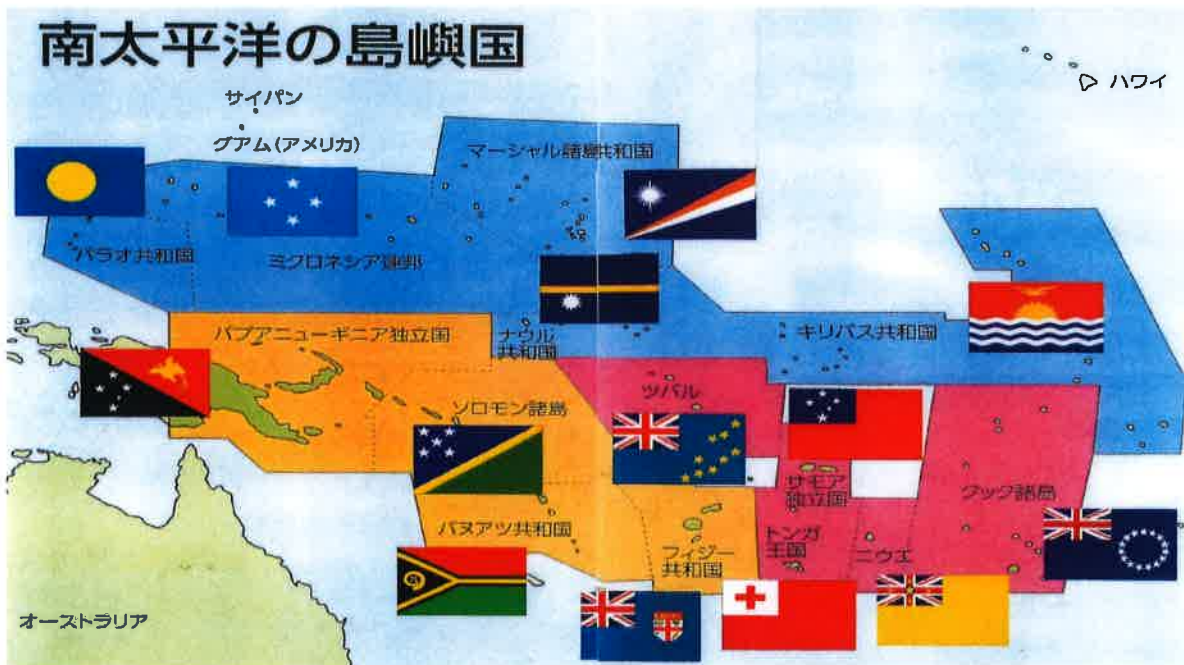 南太平洋の島嶼国
サイパン
グアム(アメリカ)
ハワイ
マーシャル諸島共和国
パラオ共和国
ミクロネシア連邦
パプアニューギニア独立国
ナウル
共和国
キリバス共和国
ツバル
ソロモン諸島
サモア
独立国
クック諸島
バヌアツ共和国
フィジー
共和国
トンガ
王国
ニウエ
オーストラリア